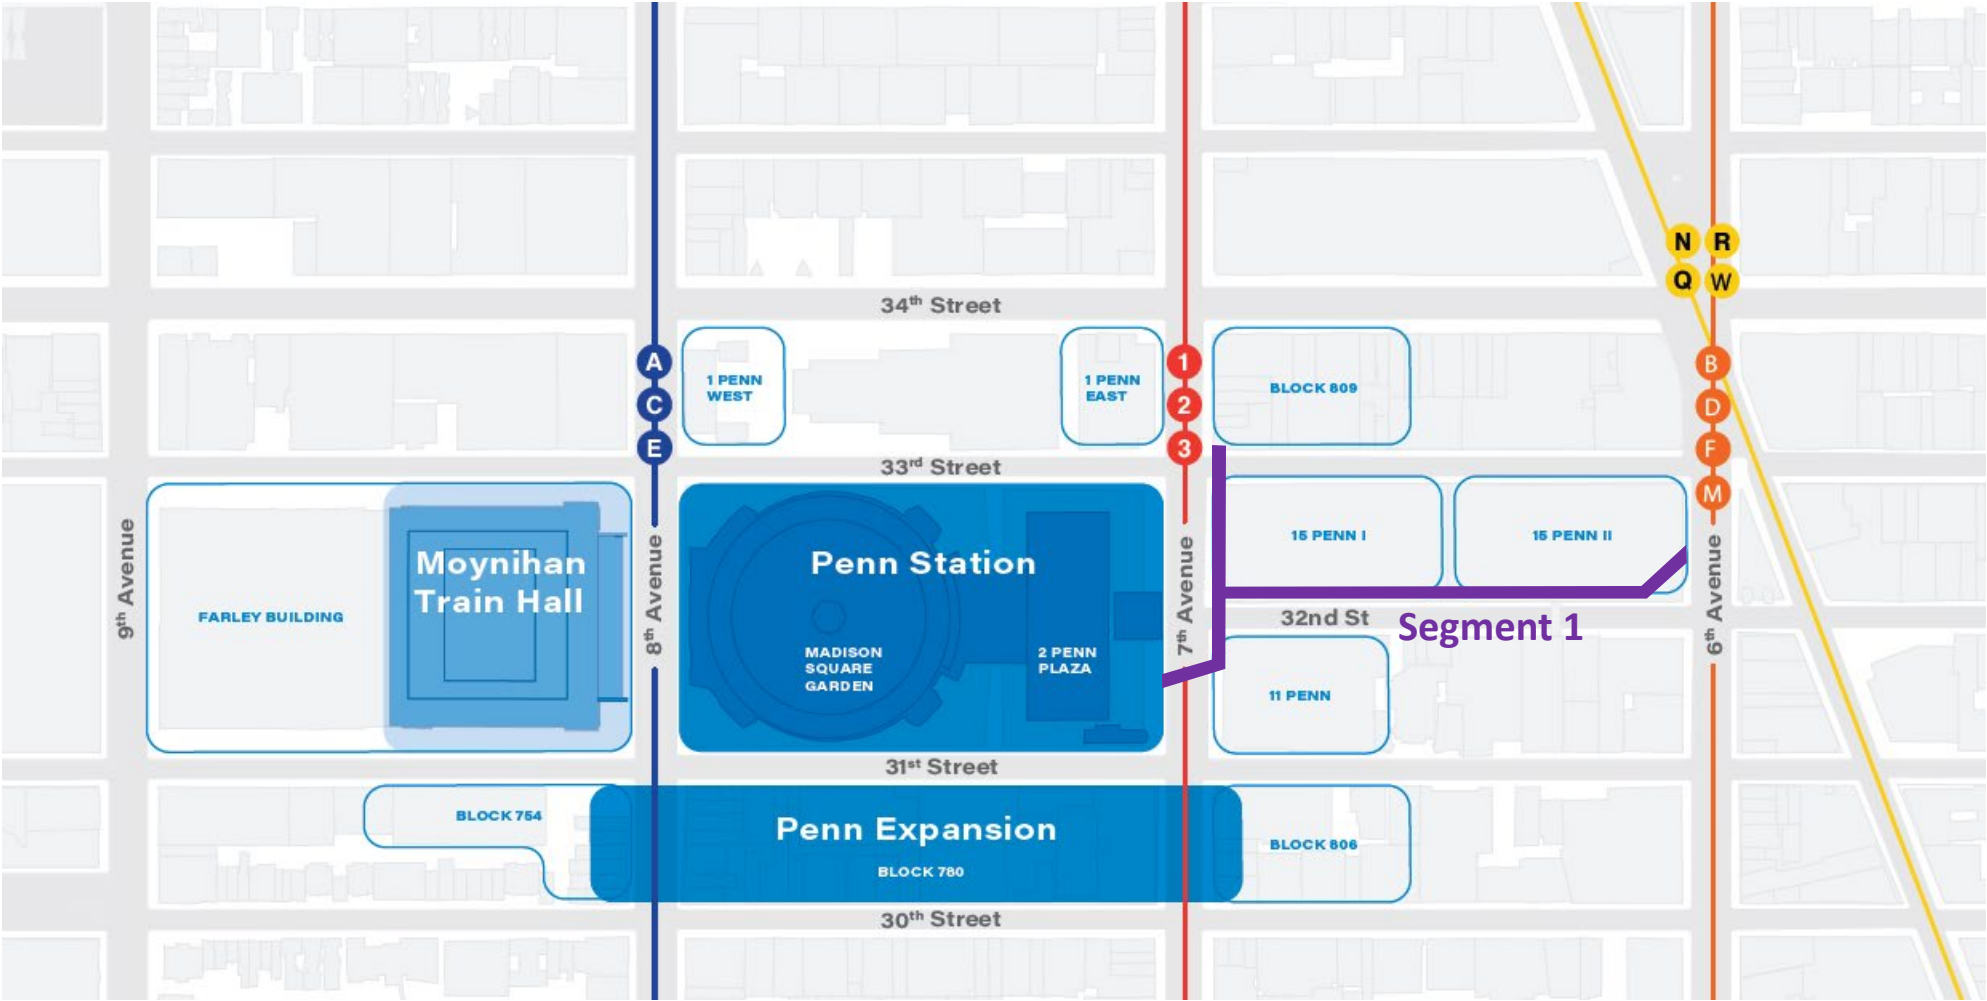 N R
Q W
34th Street
A
C
E
1 PENN
WEST
1 PENN
EAST
1
2
3
BLOCK 809
B
D
F
M
33rd Street
9th Avenue
FARLEY BUILDING
Moynihan
Train Hall
8th Avenue
Penn Station
MADISON
SQUARE
GARDEN
2 PENN
PLAZA
7th Avenue
15 PENN I
15 PENN II
6th Avenue
32nd St
Segment 1
11 PENN
31st Street
BLOCK 754
Penn Expansion
BLOCK 780
BLOCK 806
30th Street